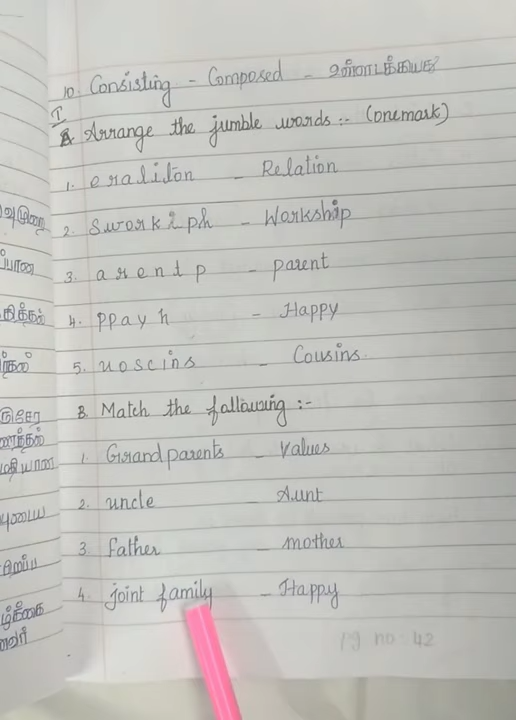 10. Consisting - Composed - உள்ளடக்கியது
I
A Arrange the jumble words :- (onemark)
1. eraliton - Relation
2. Sworkiph - Workship
3. arentp - parent
4. ppayh - Happy
5. uoscins - Cousins.
B. Match the fallowing :-
1. Grandparents - Values
2. uncle - Aunt
3. father - mother
4. joint family - Happy
pg no: 42